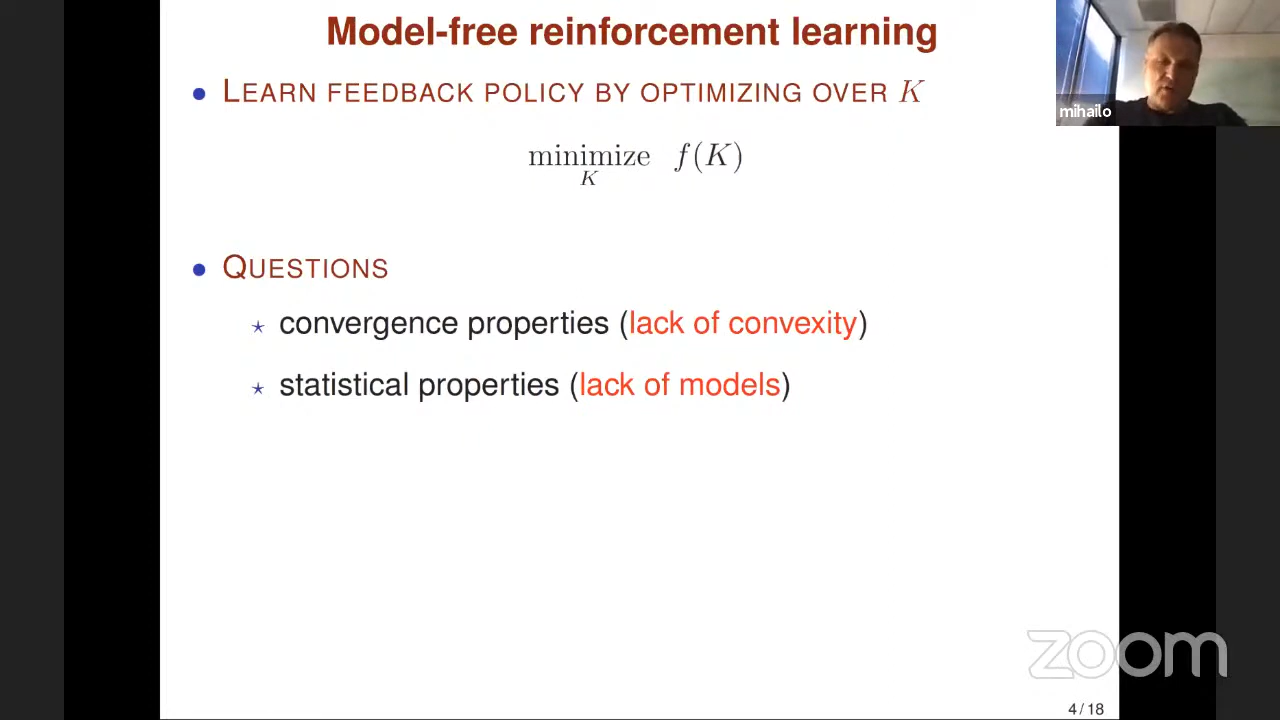 Model-free reinforcement learning
• LEARN FEEDBACK POLICY BY OPTIMIZING OVER K
minimize f(K)
K
• QUESTIONS
⋆ convergence properties (lack of convexity)
⋆ statistical properties (lack of models)
mihailo
zoom
4 / 18